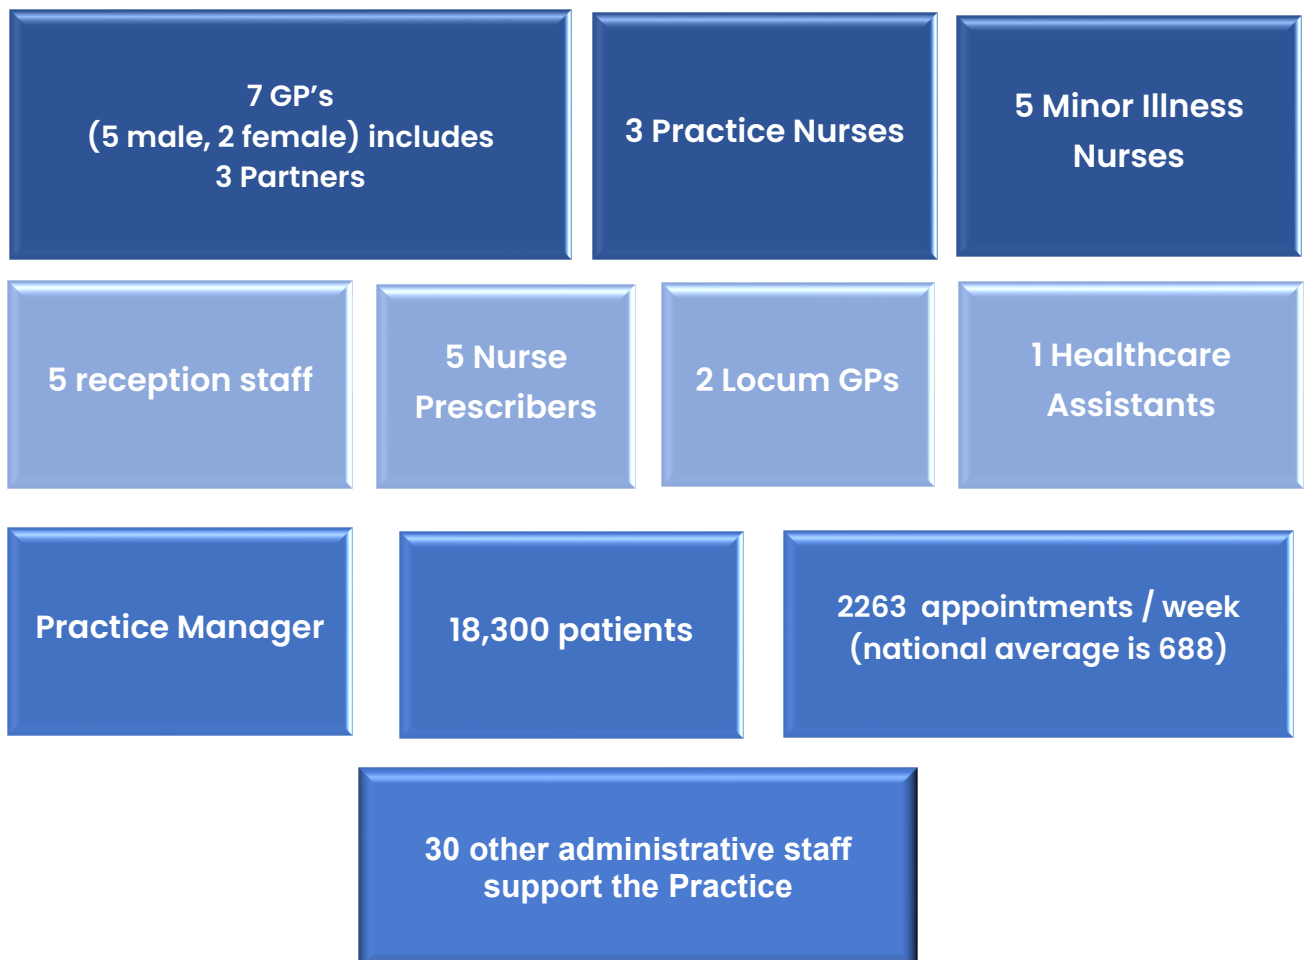 7 GP's
(5 male, 2 female) includes
3 Partners
3 Practice Nurses
5 Minor Illness
Nurses
5 reception staff
5 Nurse
Prescribers
2 Locum GPs
1 Healthcare
Assistants
Practice Manager
18,300 patients
2263 appointments / week
(national average is 688)
30 other administrative staff
support the Practice